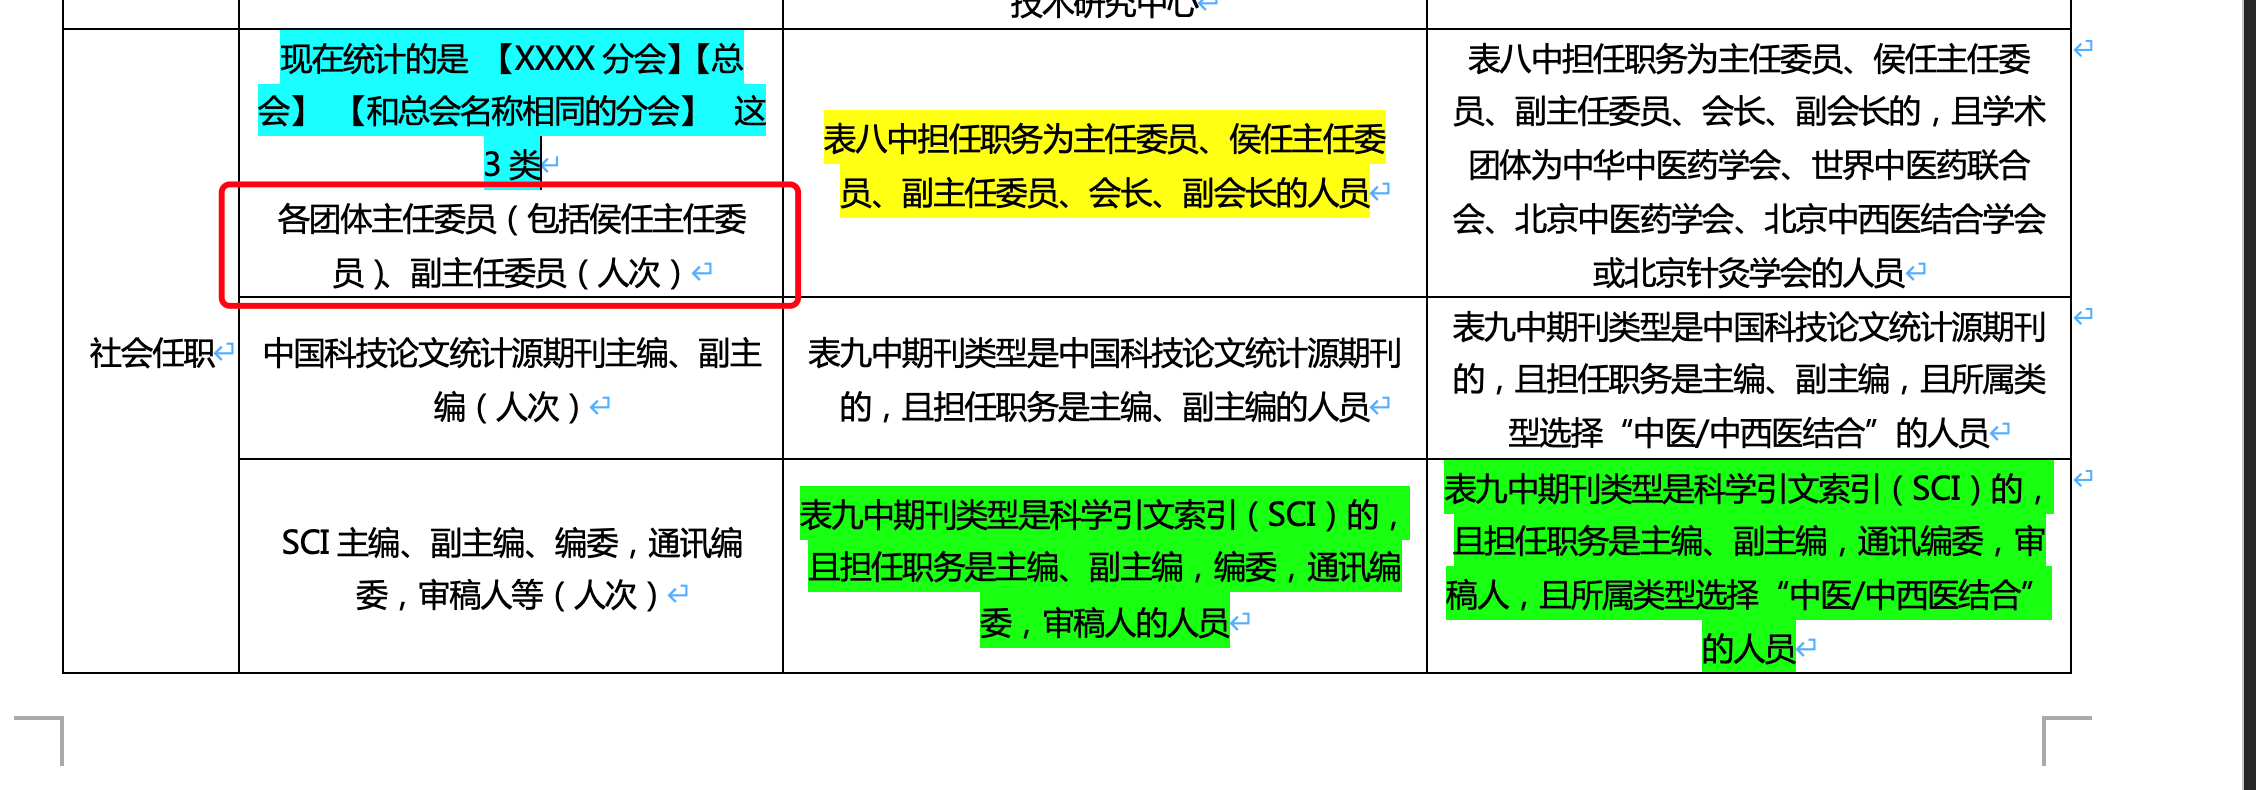 技术研究中心
社会任职
现在统计的是 【XXXX 分会】【总
会】 【和总会名称相同的分会】 这
3 类
各团体主任委员（包括侯任主任委
员）、副主任委员（人次）
表八中担任职务为主任委员、侯任主任委
员、副主任委员、会长、副会长的人员
表八中担任职务为主任委员、侯任主任委
员、副主任委员、会长、副会长的，且学术
团体为中华中医药学会、世界中医药联合
会、北京中医药学会、北京中西医结合学会
或北京针灸学会的人员
中国科技论文统计源期刊主编、副主
编（人次）
表九中期刊类型是中国科技论文统计源期刊
的，且担任职务是主编、副主编的人员
表九中期刊类型是中国科技论文统计源期刊
的，且担任职务是主编、副主编，且所属类
型选择“中医/中西医结合”的人员
SCI 主编、副主编、编委，通讯编
委，审稿人等（人次）
表九中期刊类型是科学引文索引（SCI）的，
且担任职务是主编、副主编，编委，通讯编
委，审稿人的人员
表九中期刊类型是科学引文索引（SCI）的，
且担任职务是主编、副主编，通讯编委，审
稿人，且所属类型选择“中医/中西医结合”
的人员